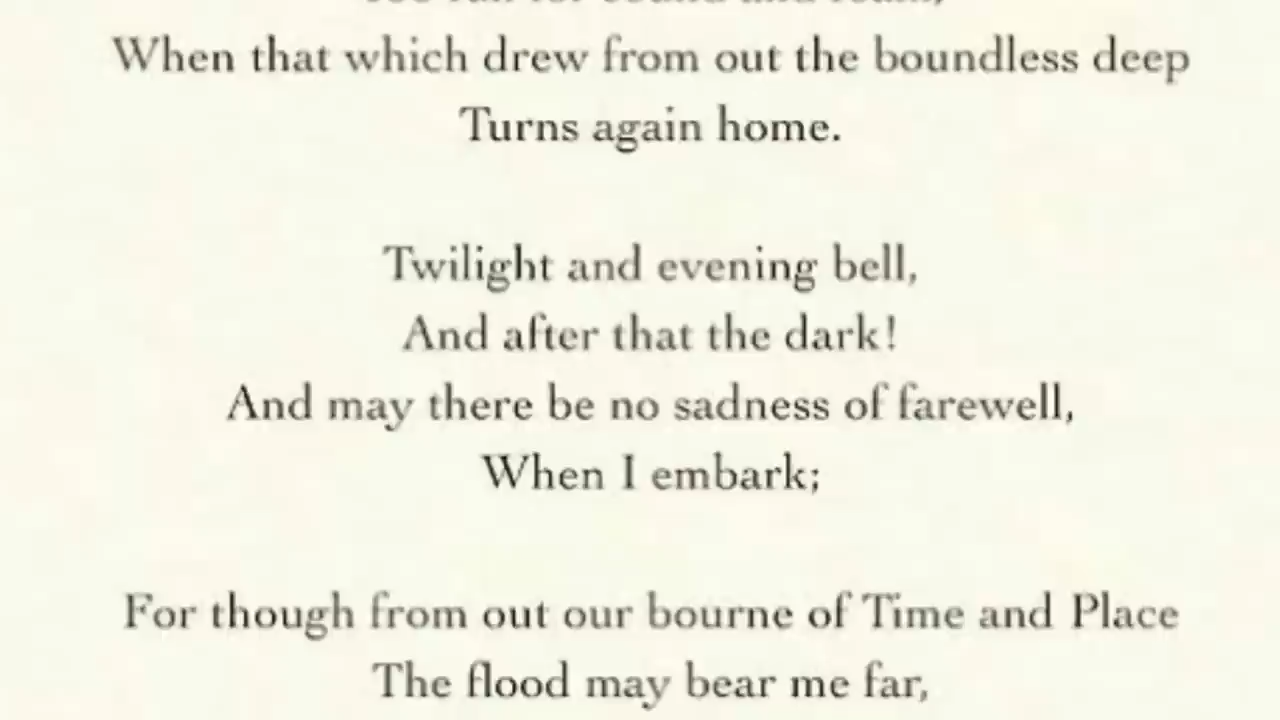 When that which drew from out the boundless deep
Turns again home.
Twilight and evening bell,
And after that the dark!
And may there be no sadness of farewell,
When I embark;
For though from out our bourne of Time and Place
The flood may bear me far,